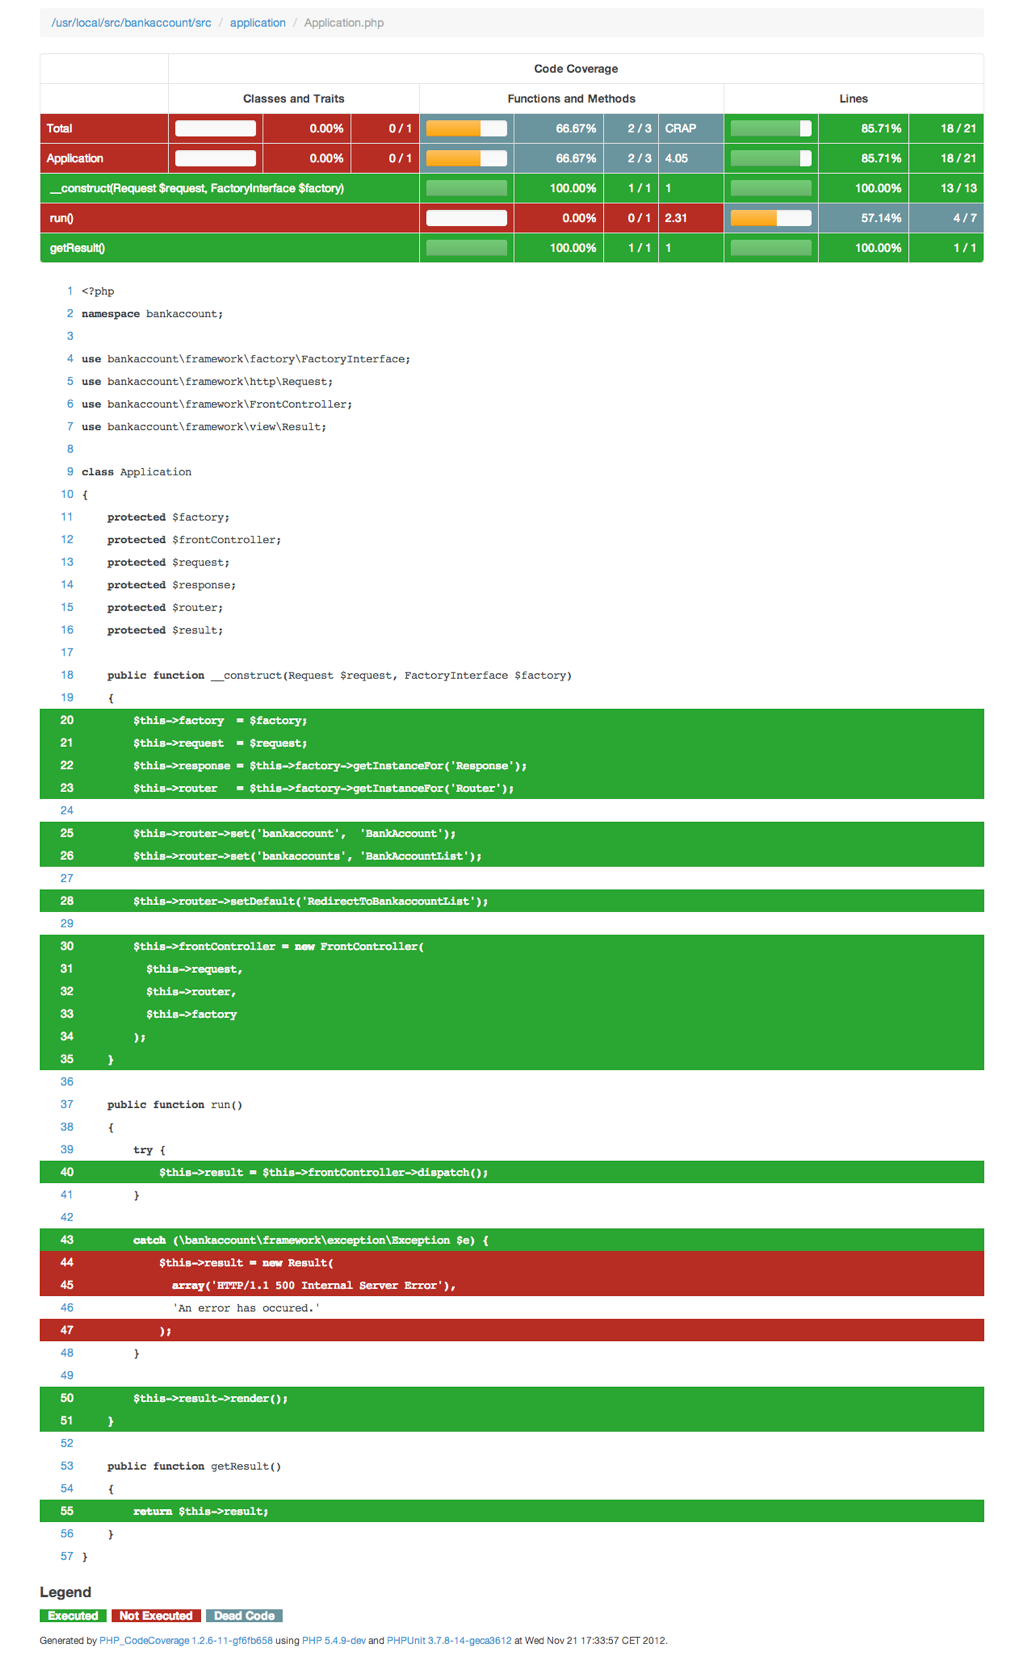 /usr/local/src/bankaccount/src / application / Application.php
Code Coverage
Classes and Traits Functions and Methods Lines
Total 0.00% 0 / 1 66.67% 2 / 3 CRAP 85.71% 18 / 21
Application 0.00% 0 / 1 66.67% 2 / 3 4.05 85.71% 18 / 21
__construct(Request $request, FactoryInterface $factory) 100.00% 1 / 1 1 100.00% 13 / 13
run() 0.00% 0 / 1 2.31 57.14% 4 / 7
getResult() 100.00% 1 / 1 1 100.00% 1 / 1
1 <?php
2 namespace bankaccount;
3
4 use bankaccount\framework\factory\FactoryInterface;
5 use bankaccount\framework\http\Request;
6 use bankaccount\framework\FrontController;
7 use bankaccount\framework\view\Result;
8
9 class Application
10 {
11     protected $factory;
12     protected $frontController;
13     protected $request;
14     protected $response;
15     protected $router;
16     protected $result;
17
18     public function __construct(Request $request, FactoryInterface $factory)
19     {
20         $this->factory  = $factory;
21         $this->request  = $request;
22         $this->response = $this->factory->getInstanceFor('Response');
23         $this->router   = $this->factory->getInstanceFor('Router');
24
25         $this->router->set('bankaccount',  'BankAccount');
26         $this->router->set('bankaccounts', 'BankAccountList');
27
28         $this->router->setDefault('RedirectToBankaccountList');
29
30         $this->frontController = new FrontController(
31           $this->request,
32           $this->router,
33           $this->factory
34         );
35     }
36
37     public function run()
38     {
39         try {
40             $this->result = $this->frontController->dispatch();
41         }
42
43         catch (\bankaccount\framework\exception\Exception $e) {
44             $this->result = new Result(
45               array('HTTP/1.1 500 Internal Server Error'),
46               'An error has occured.'
47             );
48         }
49
50         $this->result->render();
51     }
52
53     public function getResult()
54     {
55         return $this->result;
56     }
57 }
Legend
Executed Not Executed Dead Code
Generated by PHP_CodeCoverage 1.2.6-11-gf6fb658 using PHP 5.4.9-dev and PHPUnit 3.7.8-14-geca3612 at Wed Nov 21 17:33:57 CET 2012.